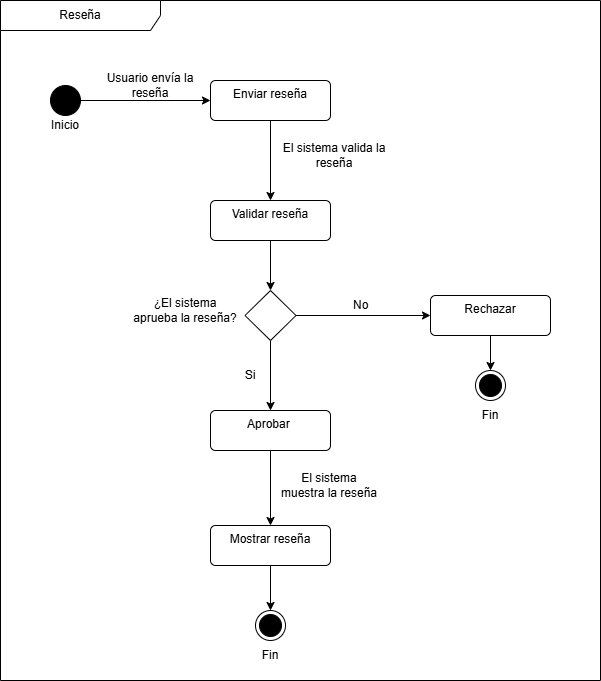 Reseña
Usuario envía la
reseña
Enviar reseña
Inicio
El sistema valida la
reseña
Validar reseña
¿El sistema
aprueba la reseña?
No
Rechazar
Si
Fin
Aprobar
El sistema
muestra la reseña
Mostrar reseña
Fin